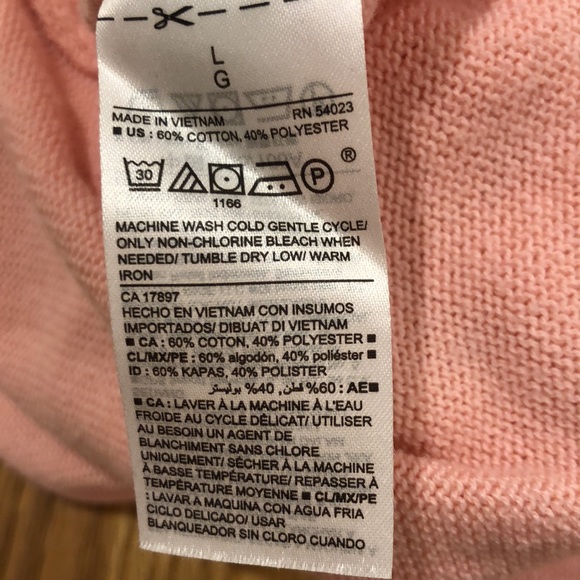 L
G
MADE IN VIETNAM RN 54023
■ US : 60% COTTON, 40% POLYESTER
30 P ®
1166
MACHINE WASH COLD GENTLE CYCLE/
ONLY NON-CHLORINE BLEACH WHEN
NEEDED/ TUMBLE DRY LOW/ WARM
IRON
CA 17897
HECHO EN VIETNAM CON INSUMOS
IMPORTADOS/ DIBUAT DI VIETNAM
■ CA : 60% COTON, 40% POLYESTER ■
CL/MX/PE : 60% algodón, 40% poliéster ■
ID : 60% KAPAS, 40% POLISTER
■AE : %60 قطن, %40 بوليستر
■ CA : LAVER À LA MACHINE À L'EAU
FROIDE AU CYCLE DÉLICAT/ UTILISER
AU BESOIN UN AGENT DE
BLANCHIMENT SANS CHLORE
UNIQUEMENT/ SÉCHER À LA MACHINE
À BASSE TEMPÉRATURE/ REPASSER À
TEMPÉRATURE MOYENNE ■ CL/MX/PE
: LAVAR A MAQUINA CON AGUA FRIA
CICLO DELICADO/ USAR
BLANQUEADOR SIN CLORO CUANDO